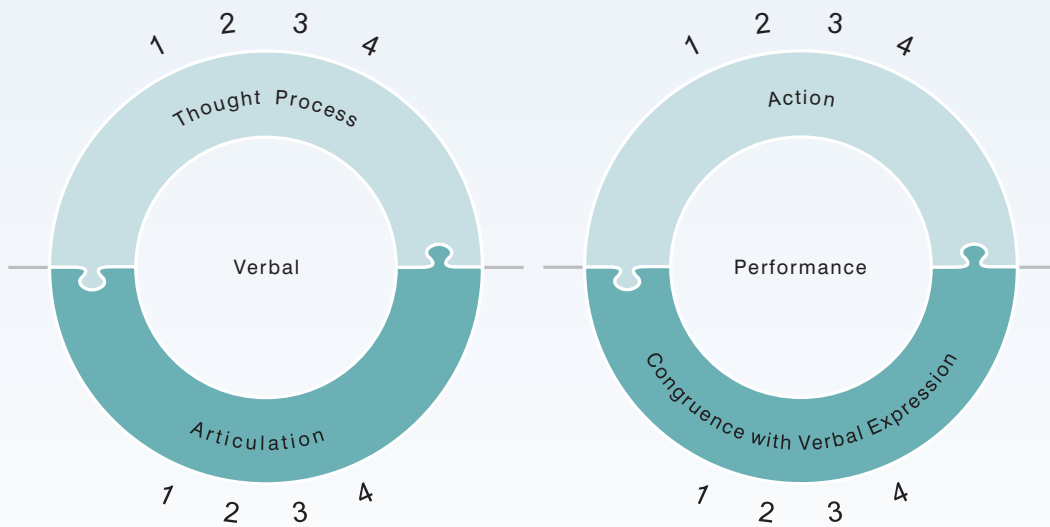 1 2 3 4
Thought Process
Verbal
Articulation
1 2 3 4
1 2 3 4
Action
Performance
Congruence with Verbal Expression
1 2 3 4